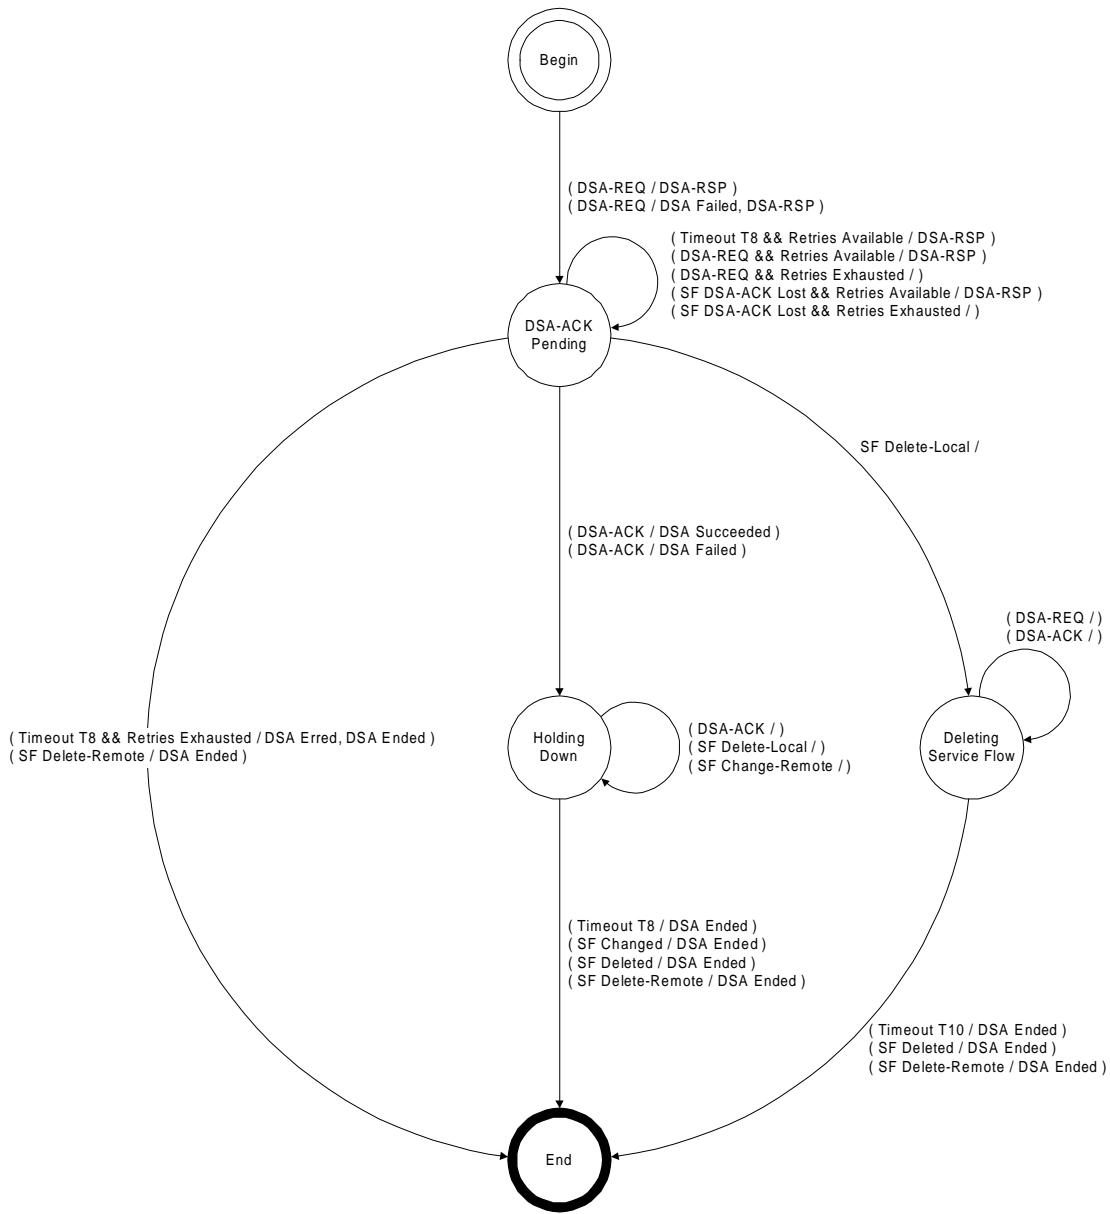 Begin
( DSA-REQ / DSA-RSP )
( DSA-REQ / DSA Failed, DSA-RSP )
( Timeout T8 && Retries Available / DSA-RSP )
( DSA-REQ && Retries Available / DSA-RSP )
( DSA-REQ && Retries Exhausted / )
( SF DSA-ACK Lost && Retries Available / DSA-RSP )
( SF DSA-ACK Lost && Retries Exhausted / )
DSA-ACK
Pending
SF Delete-Local /
( DSA-ACK / DSA Succeeded )
( DSA-ACK / DSA Failed )
( DSA-REQ / )
( DSA-ACK / )
( Timeout T8 && Retries Exhausted / DSA Erred, DSA Ended )
( SF Delete-Remote / DSA Ended )
Holding
Down
( DSA-ACK / )
( SF Delete-Local / )
( SF Change-Remote / )
Deleting
Service Flow
( Timeout T8 / DSA Ended )
( SF Changed / DSA Ended )
( SF Deleted / DSA Ended )
( SF Delete-Remote / DSA Ended )
( Timeout T10 / DSA Ended )
( SF Deleted / DSA Ended )
( SF Delete-Remote / DSA Ended )
End